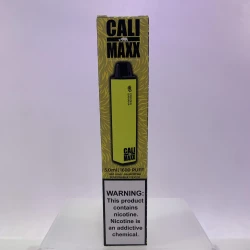 CALI
MAXX
CALI
MAXX
WARNING:
This product
contains
nicotine.
Nicotine is
an addictive
chemical.